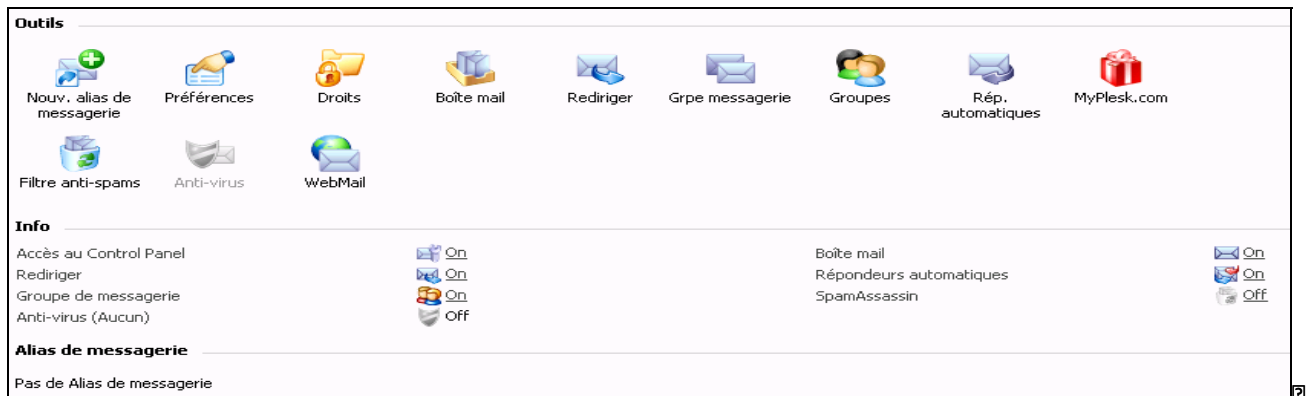 Outils
Nouv. alias de messagerie
Préférences
Droits
Boîte mail
Rediriger
Grpe messagerie
Groupes
Rép. automatiques
MyPlesk.com
Filtre anti-spams
Anti-virus
WebMail
Info
Accès au Control Panel On
Boîte mail On
Rediriger On
Répondeurs automatiques On
Groupe de messagerie On
SpamAssassin Off
Anti-virus (Aucun) Off
Alias de messagerie
Pas de Alias de messagerie